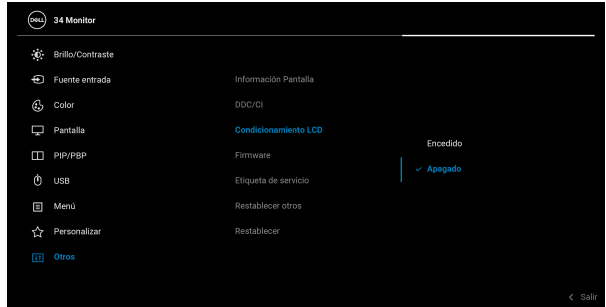 DELL
34 Monitor
Brillo/Contraste
Fuente entrada
Color
Pantalla
PIP/PBP
USB
Menú
Personalizar
Otros
Información Pantalla
DDC/CI
Condicionamiento LCD
Firmware
Etiqueta de servicio
Restablecer otros
Restablecer
Encedido
Apagado
Salir